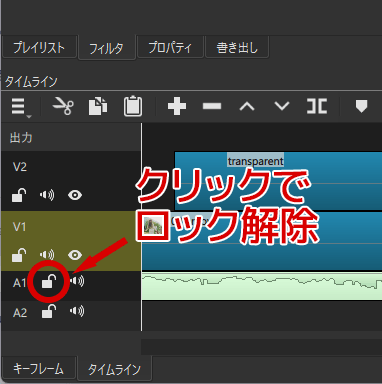 プレイリスト フィルタ プロパティ 書き出し
タイムライン
出力
V2
transparent
クリックで
ロック解除
V1
A1
A2
キーフレーム タイムライン